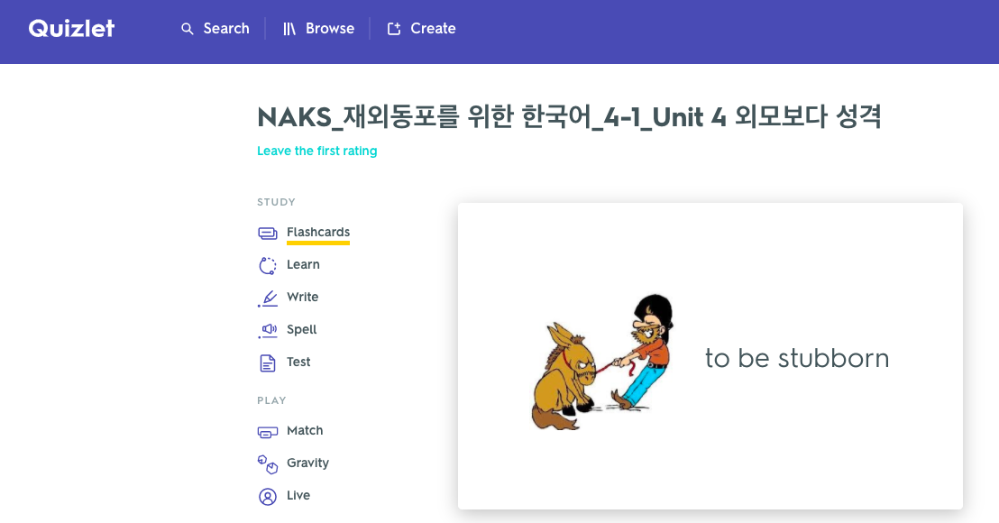 Quizlet
Search
Browse
Create
NAKS_재외동포를 위한 한국어_4-1_Unit 4 외모보다 성격
Leave the first rating
STUDY
Flashcards
Learn
Write
Spell
Test
PLAY
Match
Gravity
Live
to be stubborn